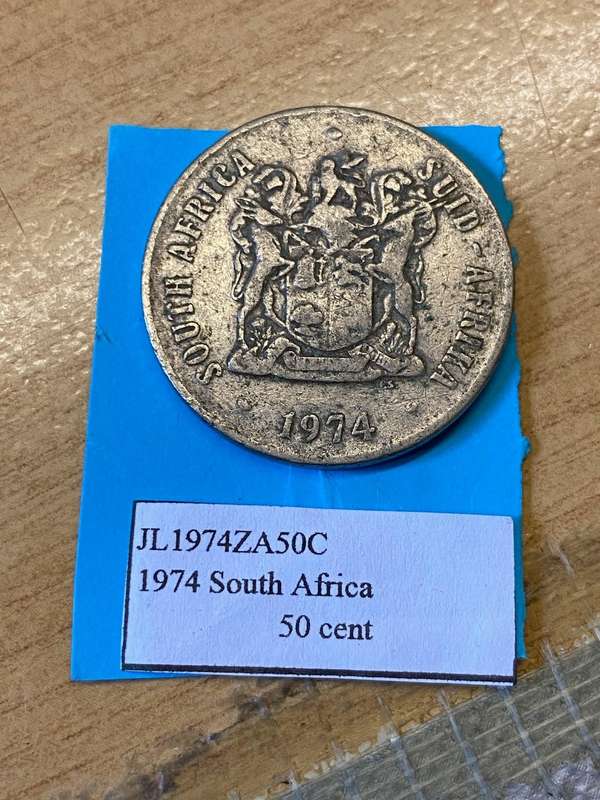 SOUTH AFRICA SUID-AFRIKA
1974
JL1974ZA50C
1974 South Africa
50 cent